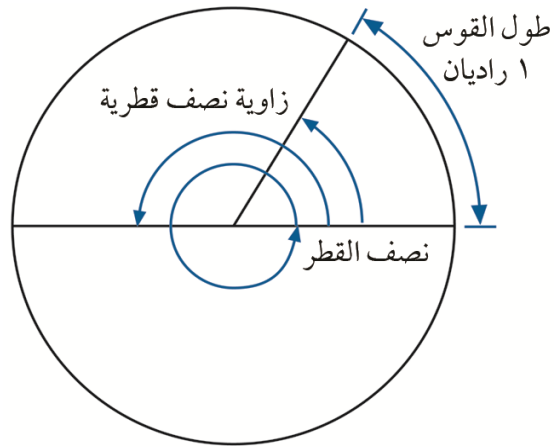 طول القوس
١ راديان
زاوية نصف قطرية
نصف القطر